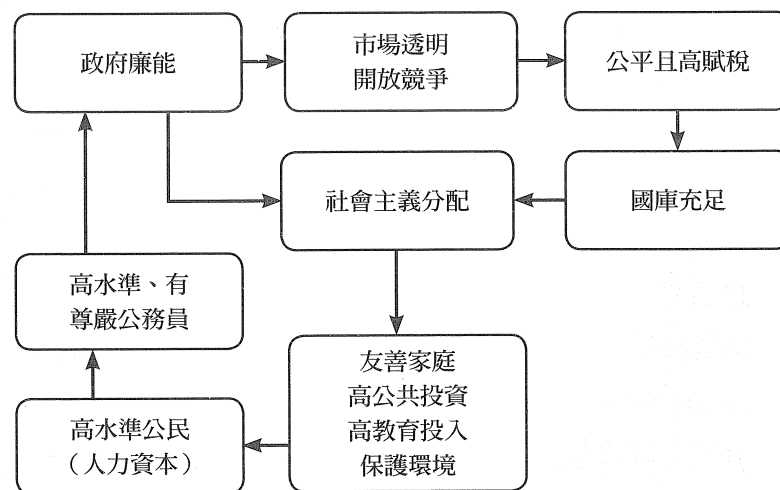 政府廉能
市場透明
開放競爭
公平且高賦稅
社會主義分配
國庫充足
高水準、有
尊嚴公務員
友善家庭
高公共投資
高教育投入
保護環境
高水準公民
（人力資本）